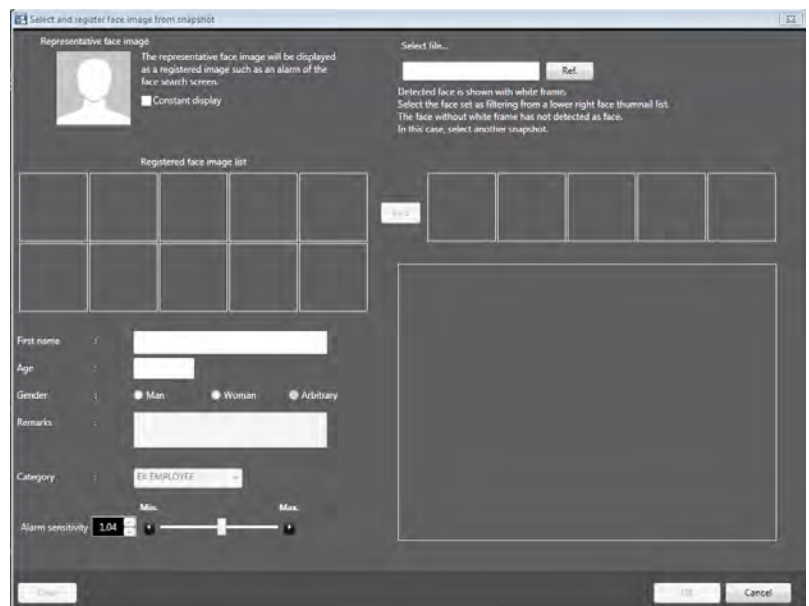 Select and register face image from snapshot
Representative face image
The representative face image will be displayed
as a registered image such as an alarm of the
face search screen.
Constant display
Select file...
Ref.
Detected face is shown with white frame.
Select the face set as filtering from a lower right face thumnail list.
The face without white frame has not detected as face.
In this case, select another snapshot.
Registered face image list
First name :
Age :
Gender : Man Woman Arbitrary
Remarks :
Category : EX EMPLOYEE
Min. Max.
Alarm sensitivity 1.04
Clear OK Cancel